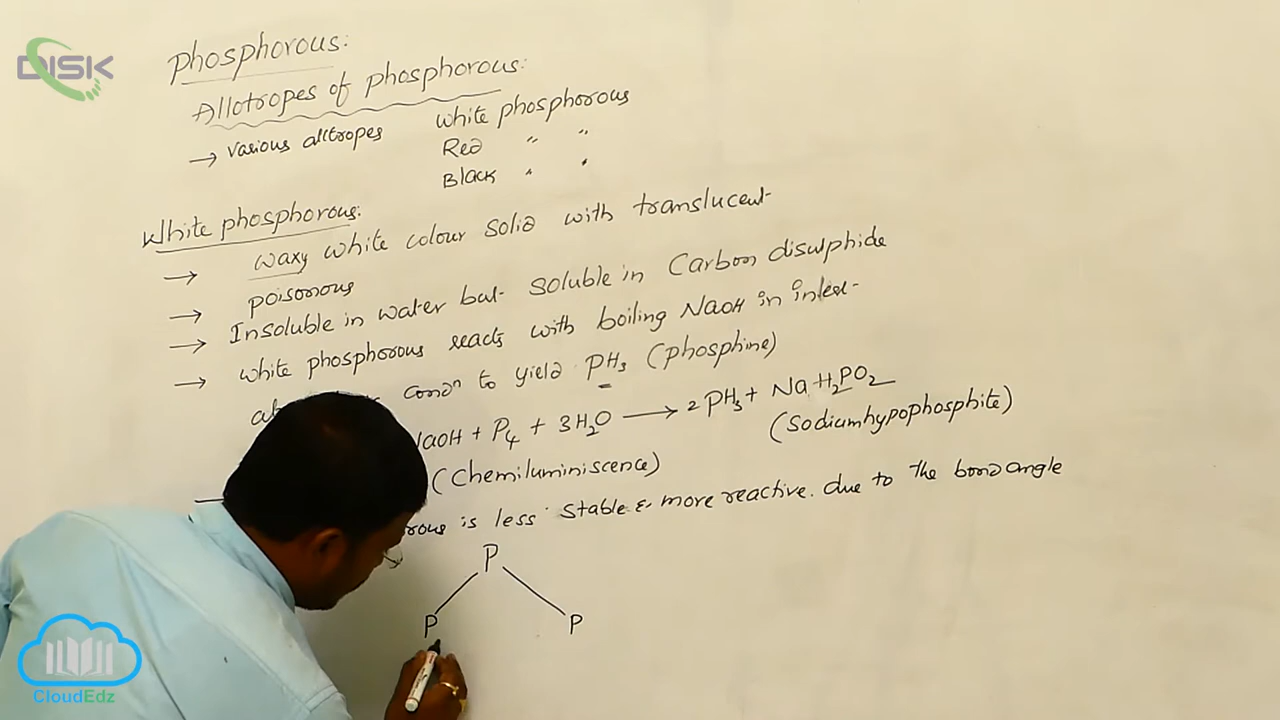 DISK
Phosphorous:
Allotropes of phosphorous:
→ various alltropes white phosphorous
Red " "
Black " "
White phosphorous:
→ waxy white colour solid with translucent
→ poisonous
→ Insoluble in water but soluble in Carbon disulphide
→ white phosphorous reacts with boiling NaOH in inert
condn to yield PH3 (phosphine)
NaOH + P4 + 3H2O → 2 PH3 + NaH2PO2
(Sodiumhypophosphite)
(Chemiluminiscence)
is less stable & more reactive. due to the bond angle
P
P P
CloudEdz